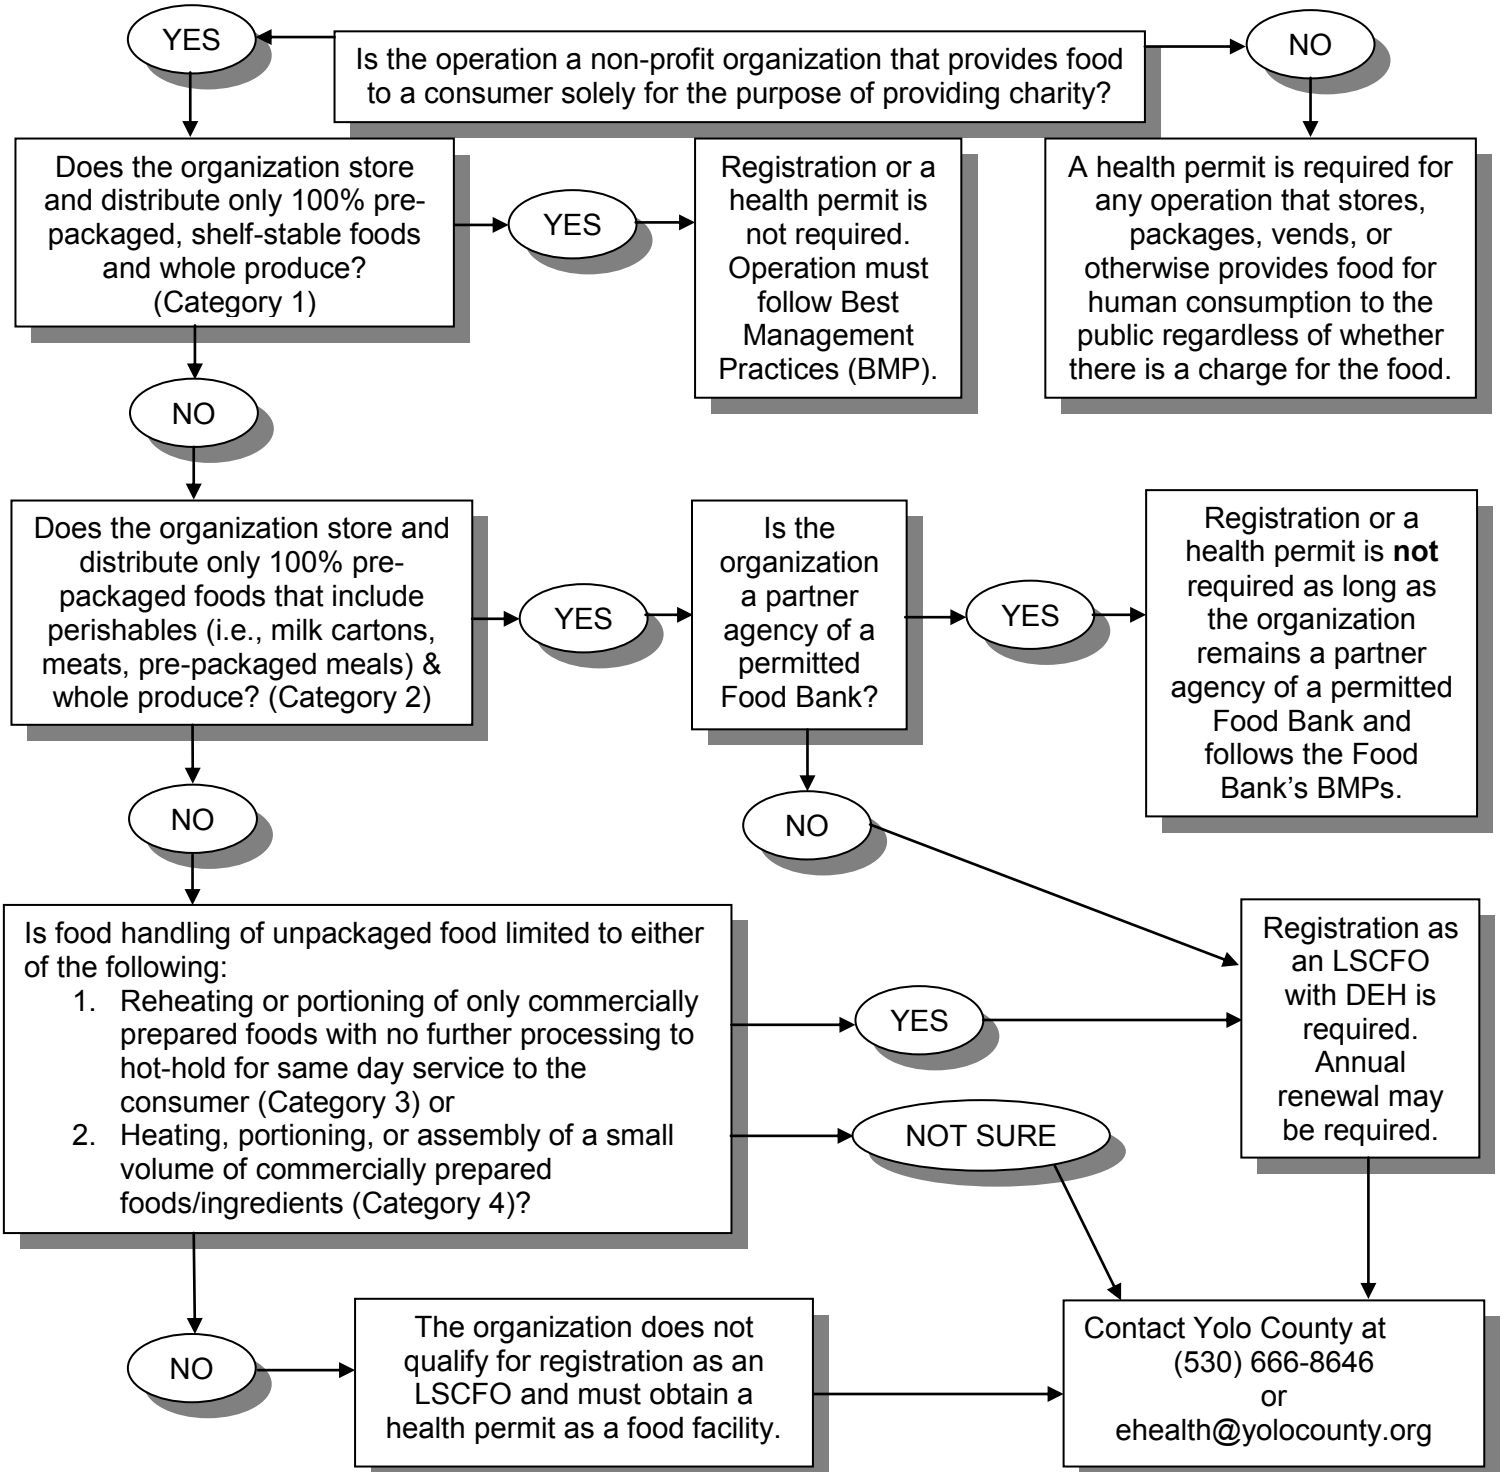 YES
Is the operation a non-profit organization that provides food
to a consumer solely for the purpose of providing charity?
NO
Does the organization store
and distribute only 100% pre-
packaged, shelf-stable foods
and whole produce?
(Category 1)
YES
Registration or a
health permit is
not required.
Operation must
follow Best
Management
Practices (BMP).
A health permit is required for
any operation that stores,
packages, vends, or
otherwise provides food for
human consumption to the
public regardless of whether
there is a charge for the food.
NO
Does the organization store and
distribute only 100% pre-
packaged foods that include
perishables (i.e., milk cartons,
meats, pre-packaged meals) &
whole produce? (Category 2)
YES
Is the
organization
a partner
agency of a
permitted
Food Bank?
YES
Registration or a
health permit is not
required as long as
the organization
remains a partner
agency of a permitted
Food Bank and
follows the Food
Bank's BMPs.
NO
NO
Is food handling of unpackaged food limited to either
of the following:
1. Reheating or portioning of only commercially
prepared foods with no further processing to
hot-hold for same day service to the
consumer (Category 3) or
2. Heating, portioning, or assembly of a small
volume of commercially prepared
foods/ingredients (Category 4)?
YES
NOT SURE
Registration as
an LSCFO
with DEH is
required.
Annual
renewal may
be required.
NO
The organization does not
qualify for registration as an
LSCFO and must obtain a
health permit as a food facility.
Contact Yolo County at
(530) 666-8646
or
ehealth@yolocounty.org